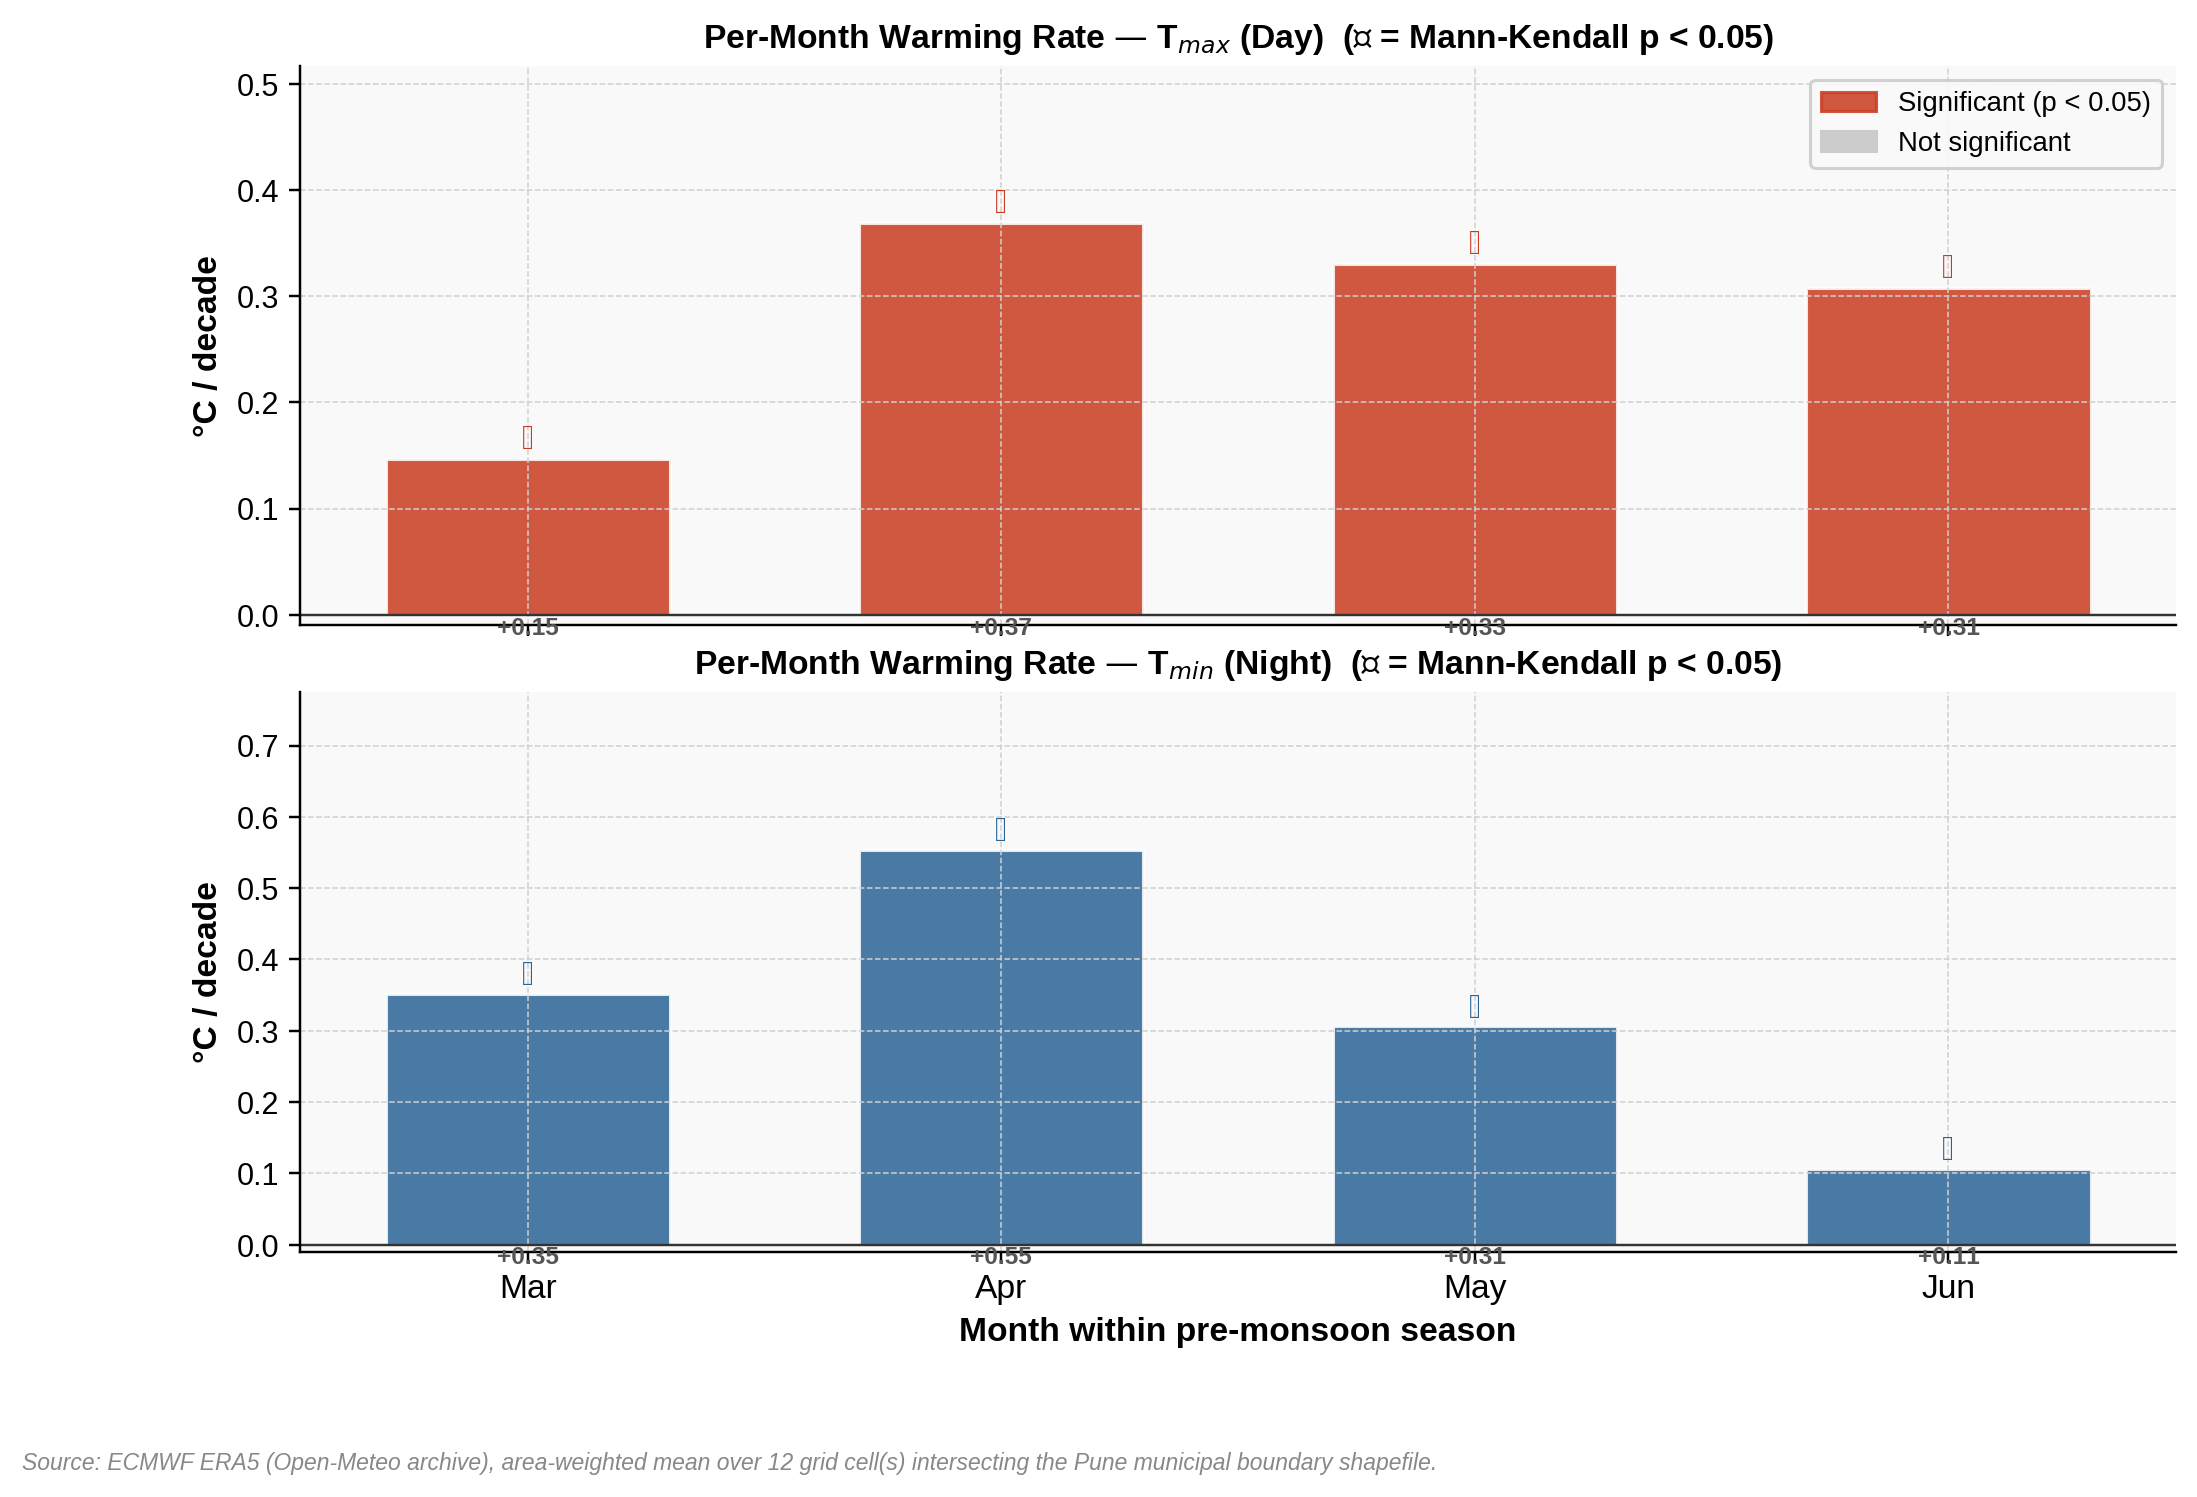 Per-Month Warming Rate — Tmax (Day) (¤ = Mann-Kendall p < 0.05)
Significant (p < 0.05)
Not significant
°C / decade
0.5
0.4
0.3
0.2
0.1
0.0
+0.15 +0.37 +0.33 +0.31
Per-Month Warming Rate — Tmin (Night) (¤ = Mann-Kendall p < 0.05)
°C / decade
0.7
0.6
0.5
0.4
0.3
0.2
0.1
0.0
+0.35 +0.55 +0.31 +0.11
Mar Apr May Jun
Month within pre-monsoon season
Source: ECMWF ERA5 (Open-Meteo archive), area-weighted mean over 12 grid cell(s) intersecting the Pune municipal boundary shapefile.